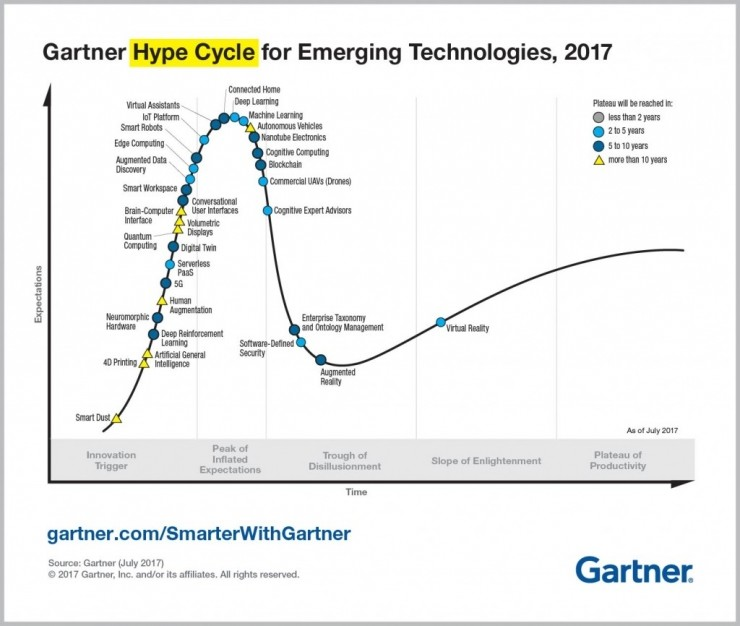 Gartner Hype Cycle for Emerging Technologies, 2017
Connected Home
Virtual Assistants
Deep Learning
IoT Platform
Machine Learning
Smart Robots
Autonomous Vehicles
Nanotube Electronics
Edge Computing
Cognitive Computing
Augmented Data
Discovery
Blockchain
Smart Workspace
Commercial UAVs (Drones)
Conversational
User Interfaces
Brain-Computer
Interface
Cognitive Expert Advisors
Volumetric
Displays
Quantum
Computing
Digital Twin
Serverless
PaaS
5G
Human
Augmentation
Neuromorphic
Hardware
Deep Reinforcement
Learning
4D Printing
Artificial General
Intelligence
Smart Dust
Enterprise Taxonomy
and Ontology Management
Software-Defined
Security
Augmented
Reality
Virtual Reality
Plateau will be reached in:
less than 2 years
2 to 5 years
5 to 10 years
more than 10 years
Expectations
As of July 2017
Innovation
Trigger
Peak of
Inflated
Expectations
Trough of
Disillusionment
Slope of Enlightenment
Plateau of
Productivity
Time
gartner.com/SmarterWithGartner
Source: Gartner (July 2017)
© 2017 Gartner, Inc. and/or its affiliates. All rights reserved.
Gartner.